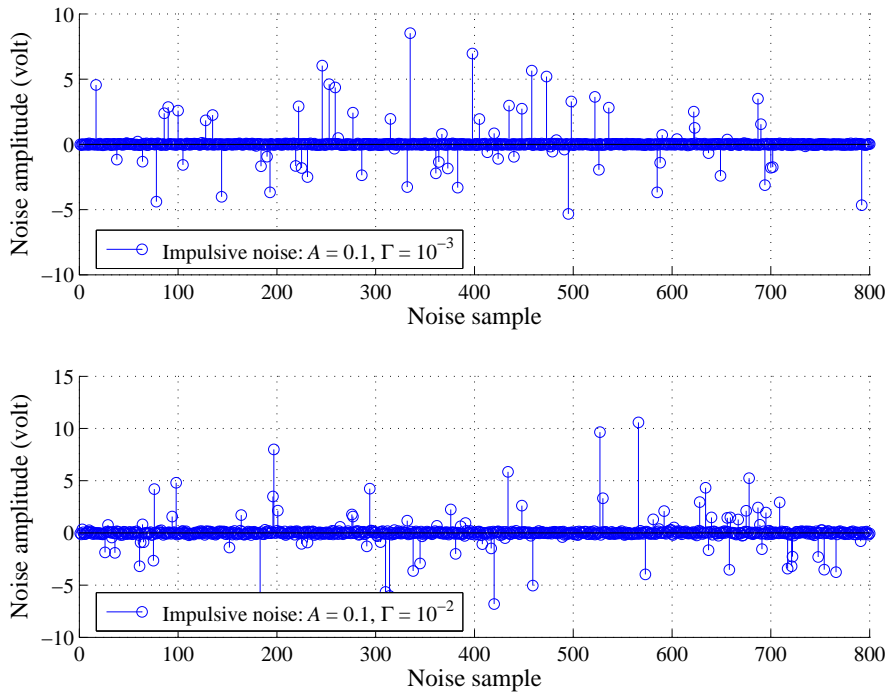 10
5
0
−5
−10
Noise amplitude (volt)
Impulsive noise: A = 0.1, Γ = 10⁻³
0 100 200 300 400 500 600 700 800
Noise sample
15
10
5
0
−5
−10
Noise amplitude (volt)
Impulsive noise: A = 0.1, Γ = 10⁻²
0 100 200 300 400 500 600 700 800
Noise sample